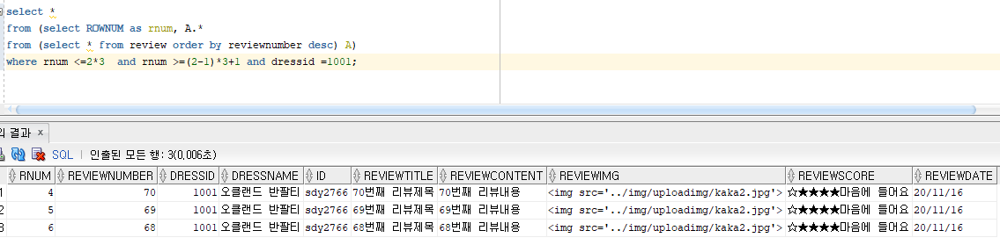 select *
from (select ROWNUM as rnum, A.*
from (select * from review order by reviewnumber desc) A)
where rnum <=2*3  and rnum >=(2-1)*3+1 and dressid =1001;
의 결과 x
SQL | 인출된 모든 행: 3(0,006초)
RNUM REVIEWNUMBER DRESSID DRESSNAME ID REVIEWTITLE REVIEWCONTENT REVIEWIMG REVIEWSCORE REVIEWDATE
1 4 70 1001 오클랜드 반팔티 sdy2766 70번째 리뷰제목 70번째 리뷰내용 <img src='../img/uploadimg/kaka2.jpg'> ☆★★★★마음에 들어요 20/11/16
2 5 69 1001 오클랜드 반팔티 sdy2766 69번째 리뷰제목 69번째 리뷰내용 <img src='../img/uploadimg/kaka2.jpg'> ☆★★★★마음에 들어요 20/11/16
3 6 68 1001 오클랜드 반팔티 sdy2766 68번째 리뷰제목 68번째 리뷰내용 <img src='../img/uploadimg/kaka2.jpg'> ☆★★★★마음에 들어요 20/11/16